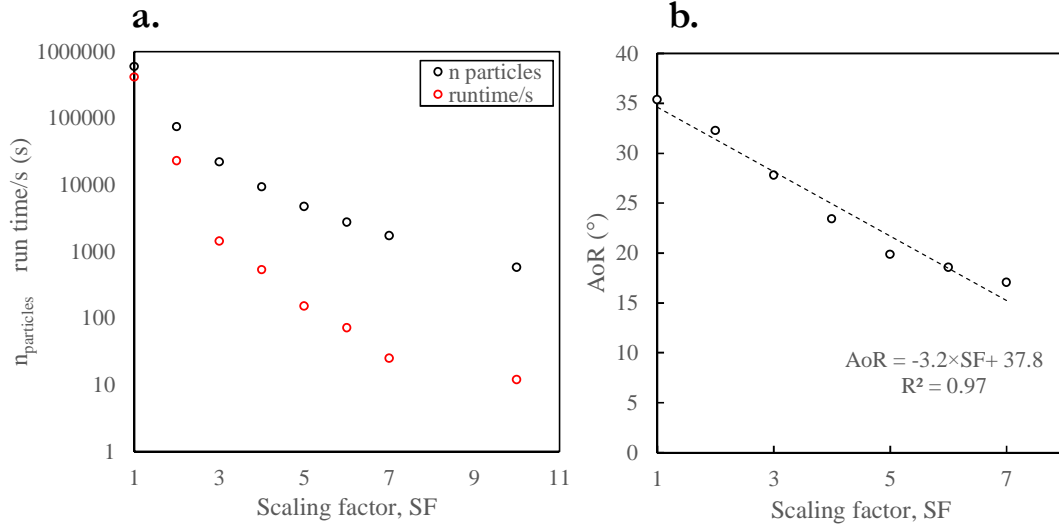 a.
1000000
100000
10000
1000
100
10
1
n particles
runtime/s
n_particles run time/s (s)
1 3 5 7 9 11
Scaling factor, SF
b.
40
35
30
25
20
15
10
5
0
AoR (°)
AoR = -3.2×SF+ 37.8
R² = 0.97
1 3 5 7
Scaling factor, SF